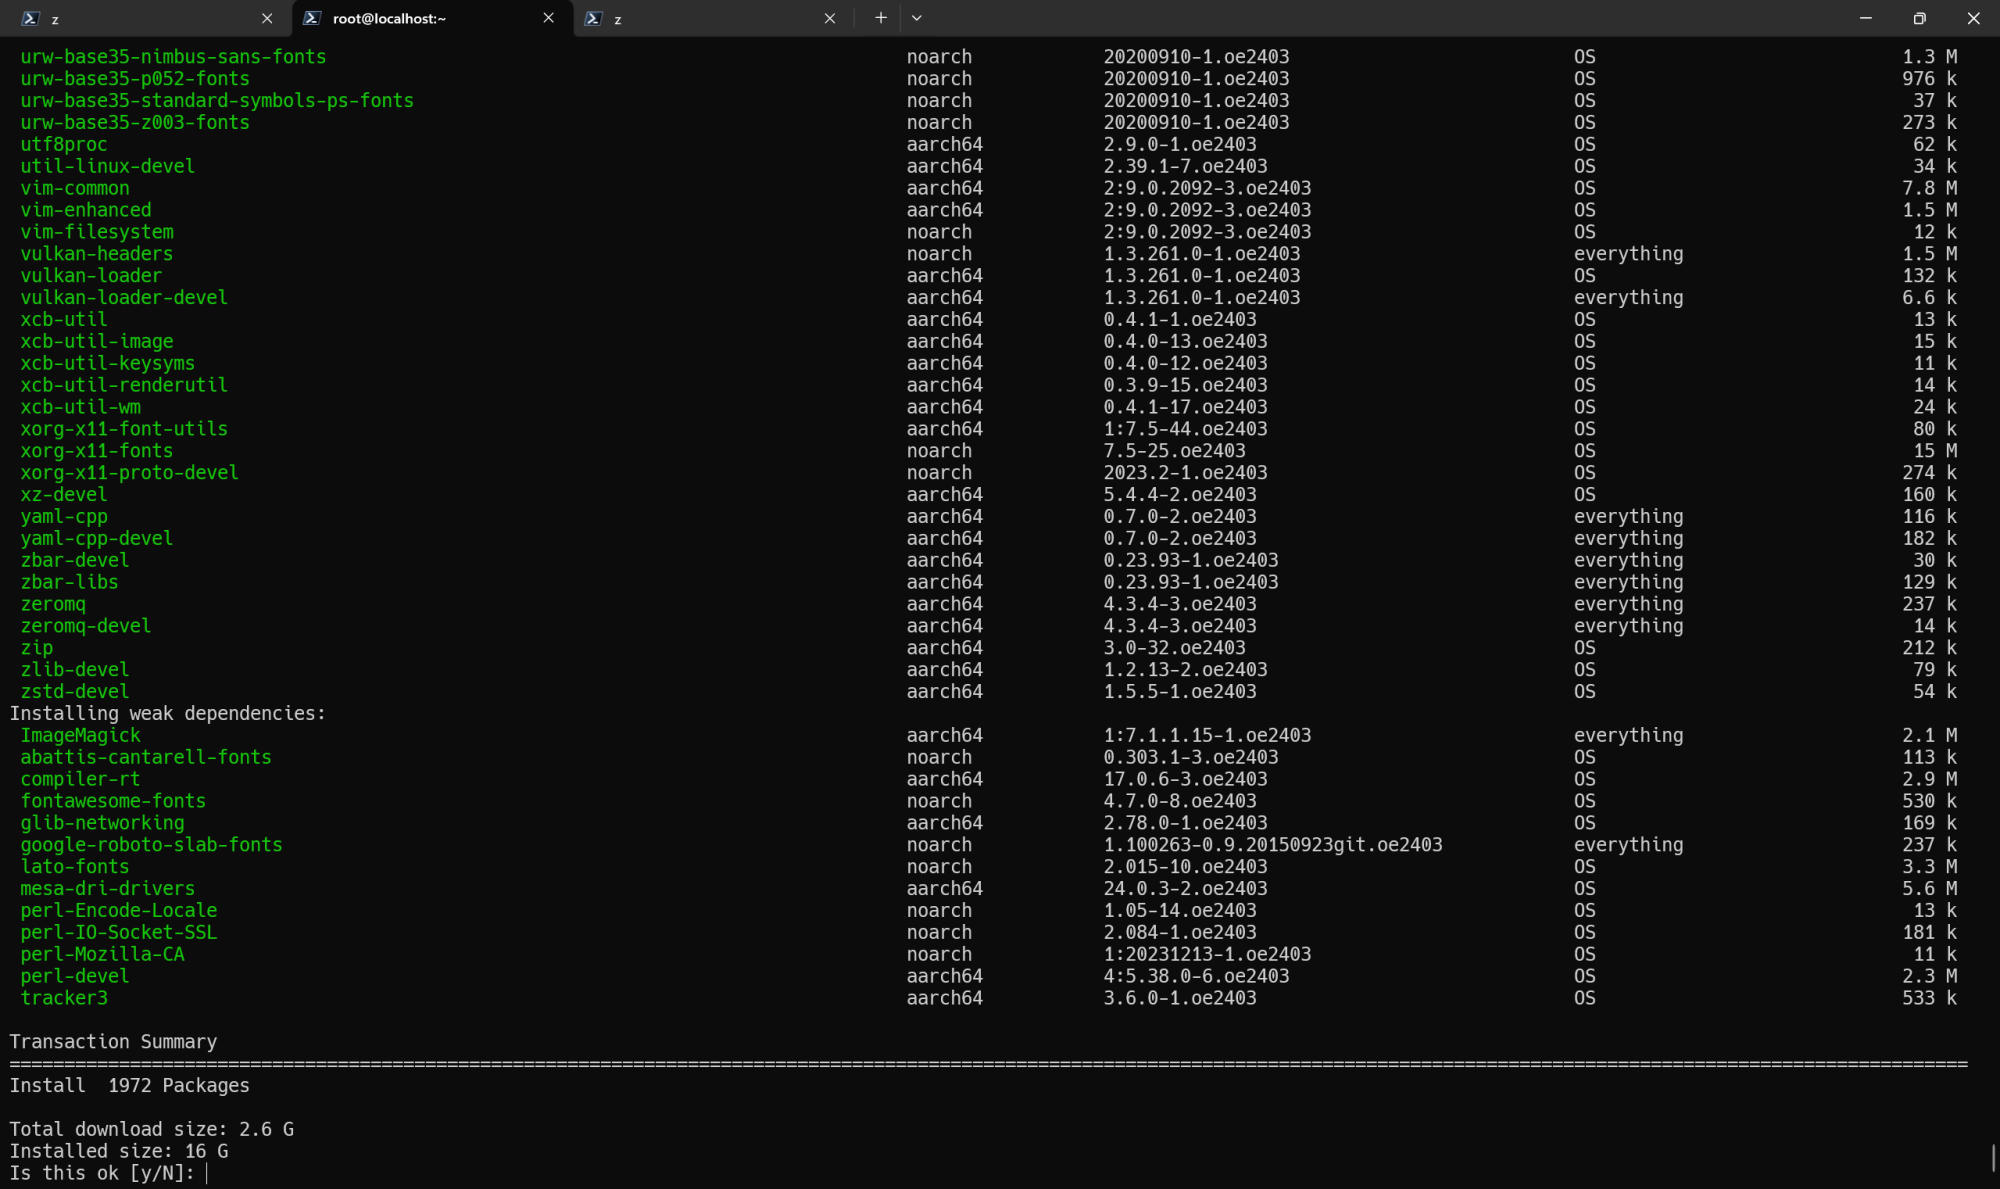 z
root@localhost:~
z
urw-base35-nimbus-sans-fonts noarch 20200910-1.oe2403 OS 1.3 M
urw-base35-p052-fonts noarch 20200910-1.oe2403 OS 976 k
urw-base35-standard-symbols-ps-fonts noarch 20200910-1.oe2403 OS 37 k
urw-base35-z003-fonts noarch 20200910-1.oe2403 OS 273 k
utf8proc aarch64 2.9.0-1.oe2403 OS 62 k
util-linux-devel aarch64 2.39.1-7.oe2403 OS 34 k
vim-common aarch64 2:9.0.2092-3.oe2403 OS 7.8 M
vim-enhanced aarch64 2:9.0.2092-3.oe2403 OS 1.5 M
vim-filesystem noarch 2:9.0.2092-3.oe2403 OS 12 k
vulkan-headers noarch 1.3.261.0-1.oe2403 everything 1.5 M
vulkan-loader aarch64 1.3.261.0-1.oe2403 OS 132 k
vulkan-loader-devel aarch64 1.3.261.0-1.oe2403 everything 6.6 k
xcb-util aarch64 0.4.1-1.oe2403 OS 13 k
xcb-util-image aarch64 0.4.0-13.oe2403 OS 15 k
xcb-util-keysyms aarch64 0.4.0-12.oe2403 OS 11 k
xcb-util-renderutil aarch64 0.3.9-15.oe2403 OS 14 k
xcb-util-wm aarch64 0.4.1-17.oe2403 OS 24 k
xorg-x11-font-utils aarch64 1:7.5-44.oe2403 OS 80 k
xorg-x11-fonts noarch 7.5-25.oe2403 OS 15 M
xorg-x11-proto-devel noarch 2023.2-1.oe2403 OS 274 k
xz-devel aarch64 5.4.4-2.oe2403 OS 160 k
yaml-cpp aarch64 0.7.0-2.oe2403 everything 116 k
yaml-cpp-devel aarch64 0.7.0-2.oe2403 everything 182 k
zbar-devel aarch64 0.23.93-1.oe2403 everything 30 k
zbar-libs aarch64 0.23.93-1.oe2403 everything 129 k
zeromq aarch64 4.3.4-3.oe2403 everything 237 k
zeromq-devel aarch64 4.3.4-3.oe2403 everything 14 k
zip aarch64 3.0-32.oe2403 OS 212 k
zlib-devel aarch64 1.2.13-2.oe2403 OS 79 k
zstd-devel aarch64 1.5.5-1.oe2403 OS 54 k
Installing weak dependencies:
ImageMagick aarch64 1:7.1.1.15-1.oe2403 everything 2.1 M
abattis-cantarell-fonts noarch 0.303.1-3.oe2403 OS 113 k
compiler-rt aarch64 17.0.6-3.oe2403 OS 2.9 M
fontawesome-fonts noarch 4.7.0-8.oe2403 OS 530 k
glib-networking aarch64 2.78.0-1.oe2403 OS 169 k
google-roboto-slab-fonts noarch 1.100263-0.9.20150923git.oe2403 everything 237 k
lato-fonts noarch 2.015-10.oe2403 OS 3.3 M
mesa-dri-drivers aarch64 24.0.3-2.oe2403 OS 5.6 M
perl-Encode-Locale noarch 1.05-14.oe2403 OS 13 k
perl-IO-Socket-SSL noarch 2.084-1.oe2403 OS 181 k
perl-Mozilla-CA noarch 1:20231213-1.oe2403 OS 11 k
perl-devel aarch64 4:5.38.0-6.oe2403 OS 2.3 M
tracker3 aarch64 3.6.0-1.oe2403 OS 533 k
Transaction Summary
================================================================================
Install 1972 Packages
Total download size: 2.6 G
Installed size: 16 G
Is this ok [y/N]: